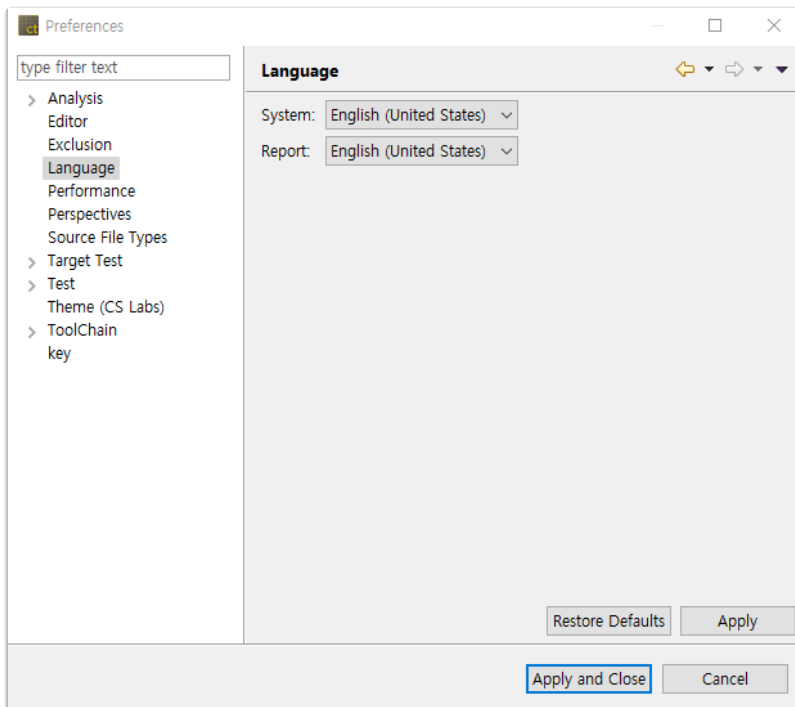 ct Preferences
type filter text
Analysis
Editor
Exclusion
Language
Performance
Perspectives
Source File Types
Target Test
Test
Theme (CS Labs)
ToolChain
key
Language
System: English (United States)
Report: English (United States)
Restore Defaults Apply
Apply and Close Cancel